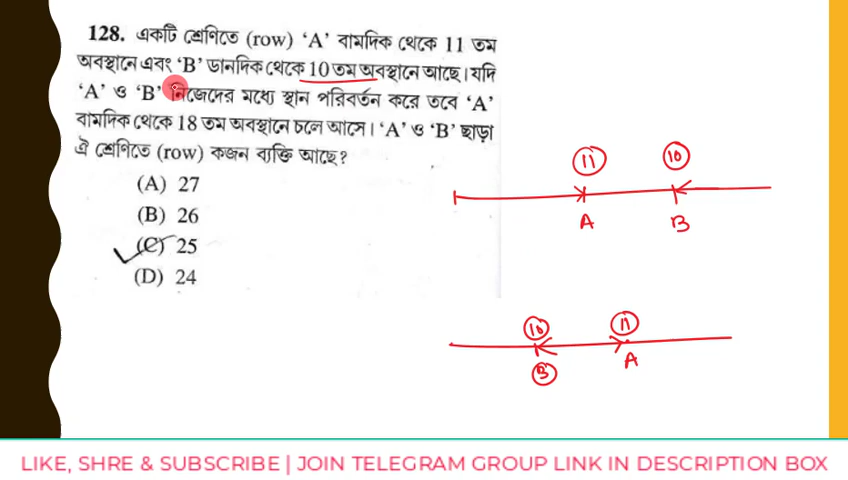 128. একটি শ্রেণিতে (row) ‘A’ বামদিক থেকে 11 তম
অবস্থানে এবং ‘B’ ডানদিক থেকে 10 তম অবস্থানে আছে। যদি
‘A’ ও ‘B’ নিজেদের মধ্যে স্থান পরিবর্তন করে তবে ‘A’
বামদিক থেকে 18 তম অবস্থানে চলে আসে। ‘A’ ও ‘B’ ছাড়া
ঐ শ্রেণিতে (row) কজন ব্যক্তি আছে?
(A) 27
(B) 26
(C) 25
(D) 24
11 10
A B
10 11
B A
LIKE, SHRE & SUBSCRIBE | JOIN TELEGRAM GROUP LINK IN DESCRIPTION BOX